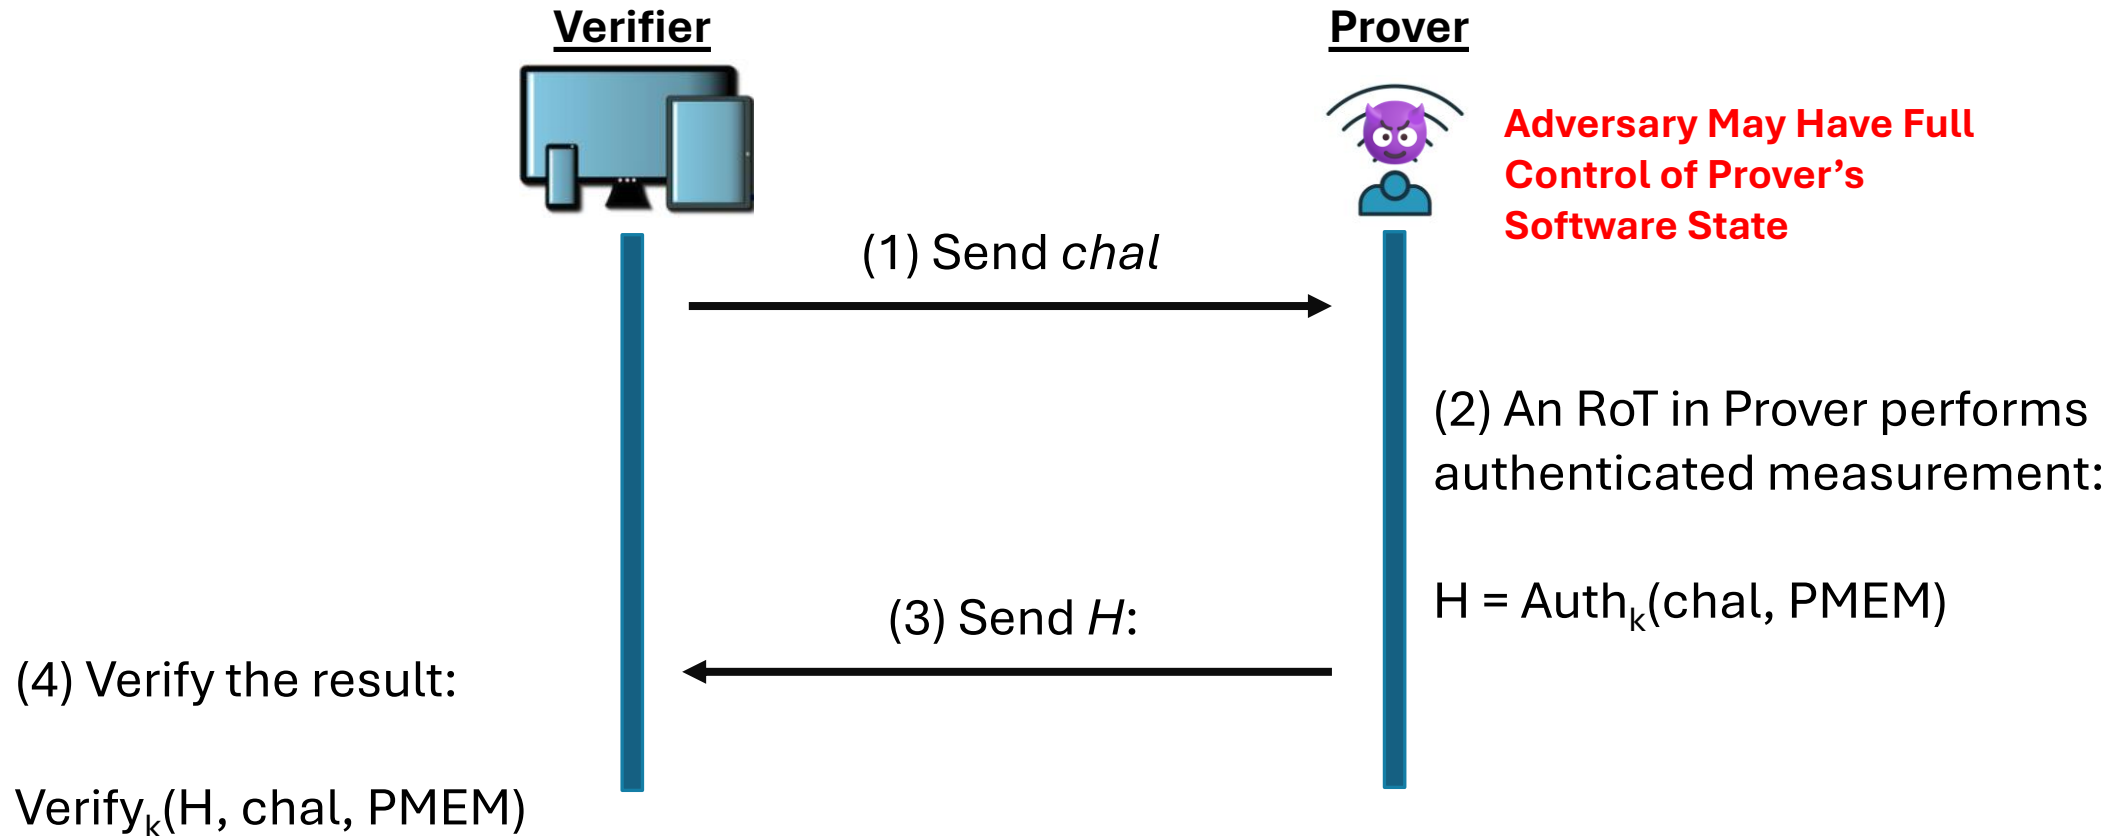 Verifier
Prover
Adversary May Have Full
Control of Prover’s
Software State
(1) Send chal
(2) An RoT in Prover performs
authenticated measurement:
H = Authk(chal, PMEM)
(3) Send H:
(4) Verify the result:
Verifyk(H, chal, PMEM)